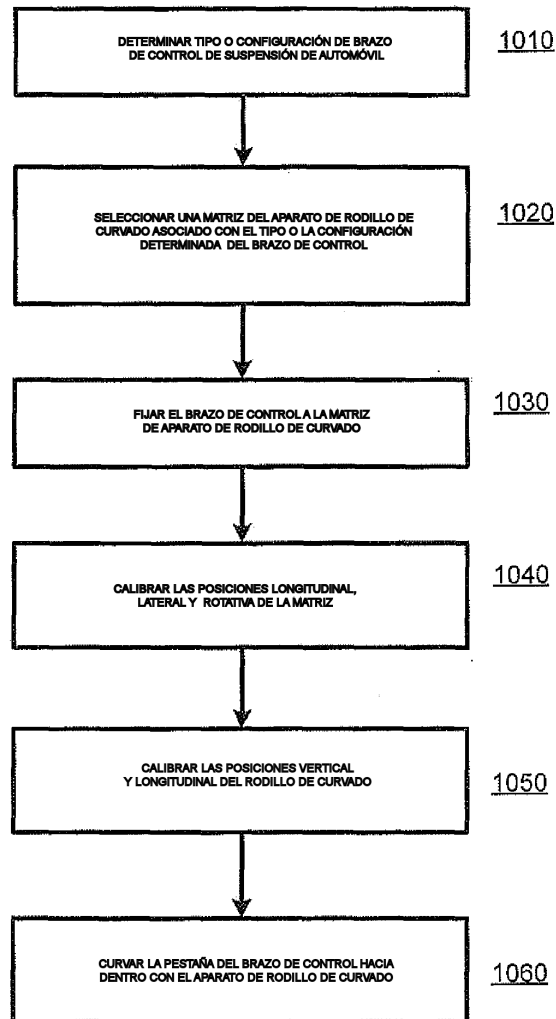 DETERMINAR TIPO O CONFIGURACIÓN DE BRAZO
DE CONTROL DE SUSPENSIÓN DE AUTOMÓVIL
1010
SELECCIONAR UNA MATRIZ DEL APARATO DE RODILLO DE
CURVADO ASOCIADO CON EL TIPO O LA CONFIGURACIÓN
DETERMINADA DEL BRAZO DE CONTROL
1020
FIJAR EL BRAZO DE CONTROL A LA MATRIZ
DE APARATO DE RODILLO DE CURVADO
1030
CALIBRAR LAS POSICIONES LONGITUDINAL,
LATERAL Y ROTATIVA DE LA MATRIZ
1040
CALIBRAR LAS POSICIONES VERTICAL
Y LONGITUDINAL DEL RODILLO DE CURVADO
1050
CURVAR LA PESTAÑA DEL BRAZO DE CONTROL HACIA
DENTRO CON EL APARATO DE RODILLO DE CURVADO
1060